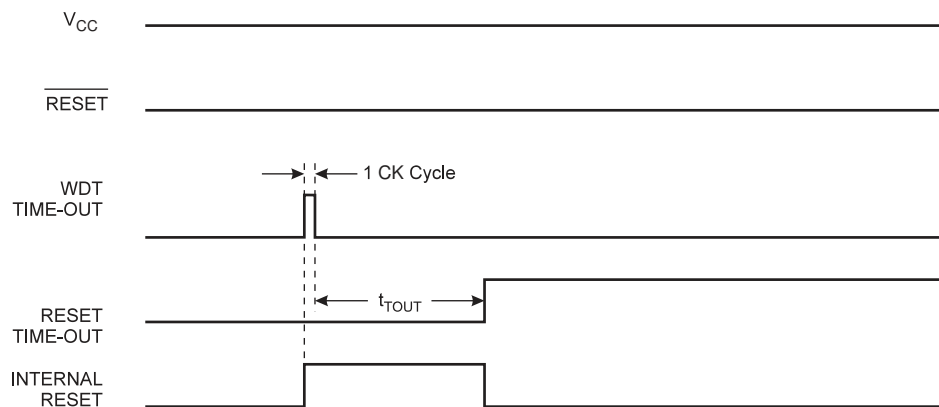 VCC
RESET
1 CK Cycle
WDT
TIME-OUT
tTOUT
RESET
TIME-OUT
INTERNAL
RESET